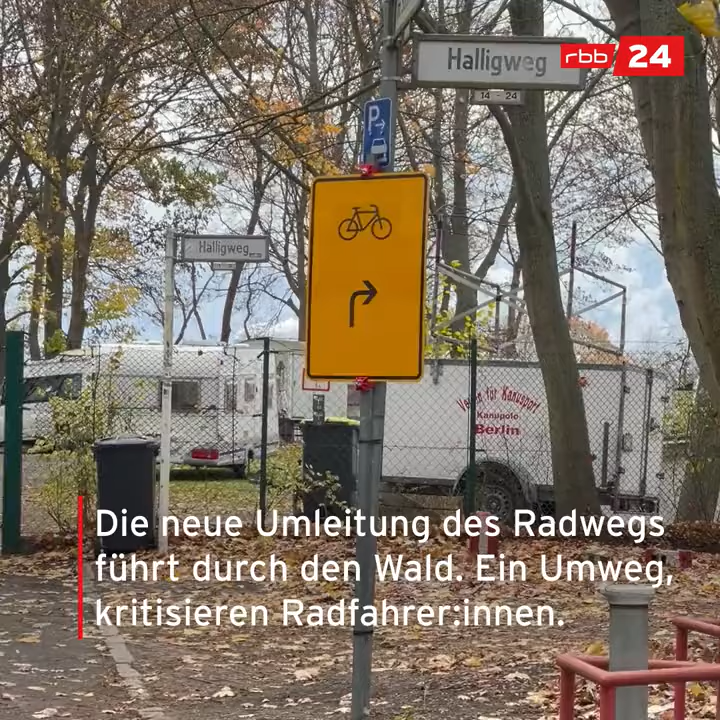 Halligweg
rbb 24
14 - 24
P
Halligweg
Verein für Kanusport
Kanupolo
Berlin
Die neue Umleitung des Radwegs
führt durch den Wald. Ein Umweg,
kritisieren Radfahrer:innen.